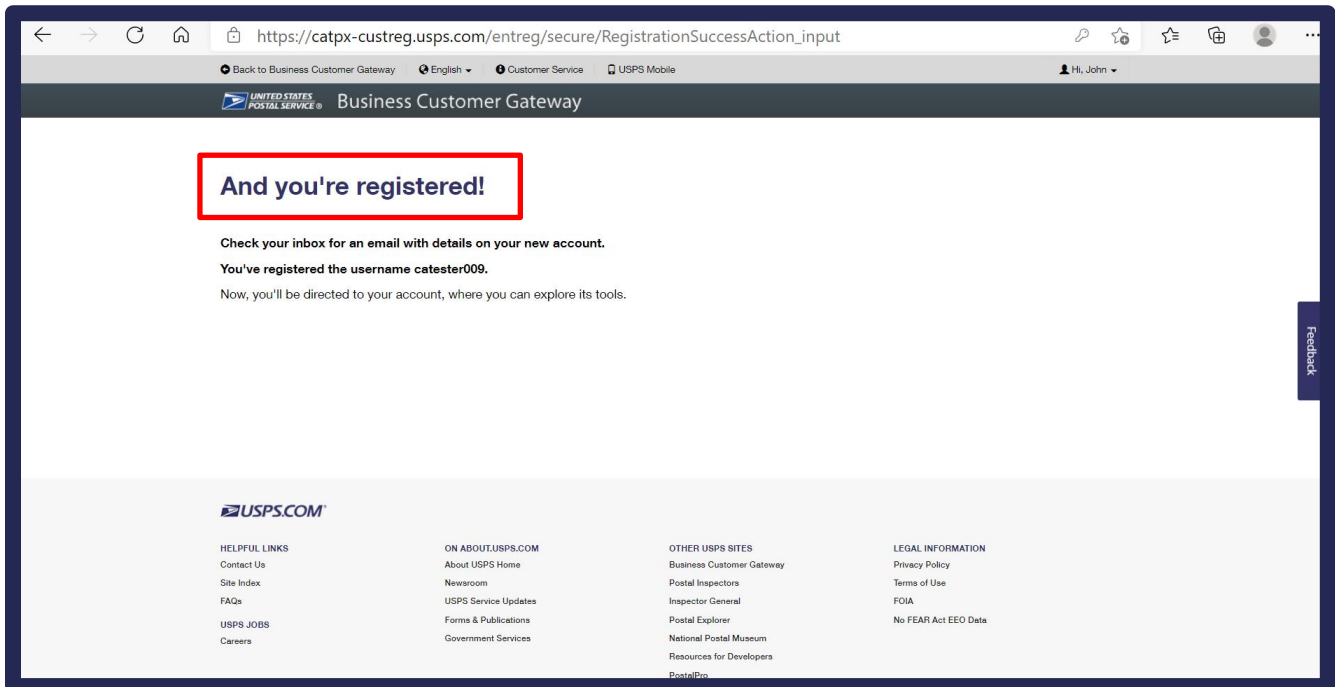 https://catpx-custreg.usps.com/entreg/secure/RegistrationSuccessAction_input
Back to Business Customer Gateway English Customer Service USPS Mobile Hi, John
UNITED STATES POSTAL SERVICE ® Business Customer Gateway
And you're registered!
Check your inbox for an email with details on your new account.
You've registered the username catester009.
Now, you'll be directed to your account, where you can explore its tools.
Feedback
USPS.COM®
HELPFUL LINKS
Contact Us
Site Index
FAQs
USPS JOBS
Careers
ON ABOUT.USPS.COM
About USPS Home
Newsroom
USPS Service Updates
Forms & Publications
Government Services
OTHER USPS SITES
Business Customer Gateway
Postal Inspectors
Inspector General
Postal Explorer
National Postal Museum
Resources for Developers
PostalPro
LEGAL INFORMATION
Privacy Policy
Terms of Use
FOIA
No FEAR Act EEO Data